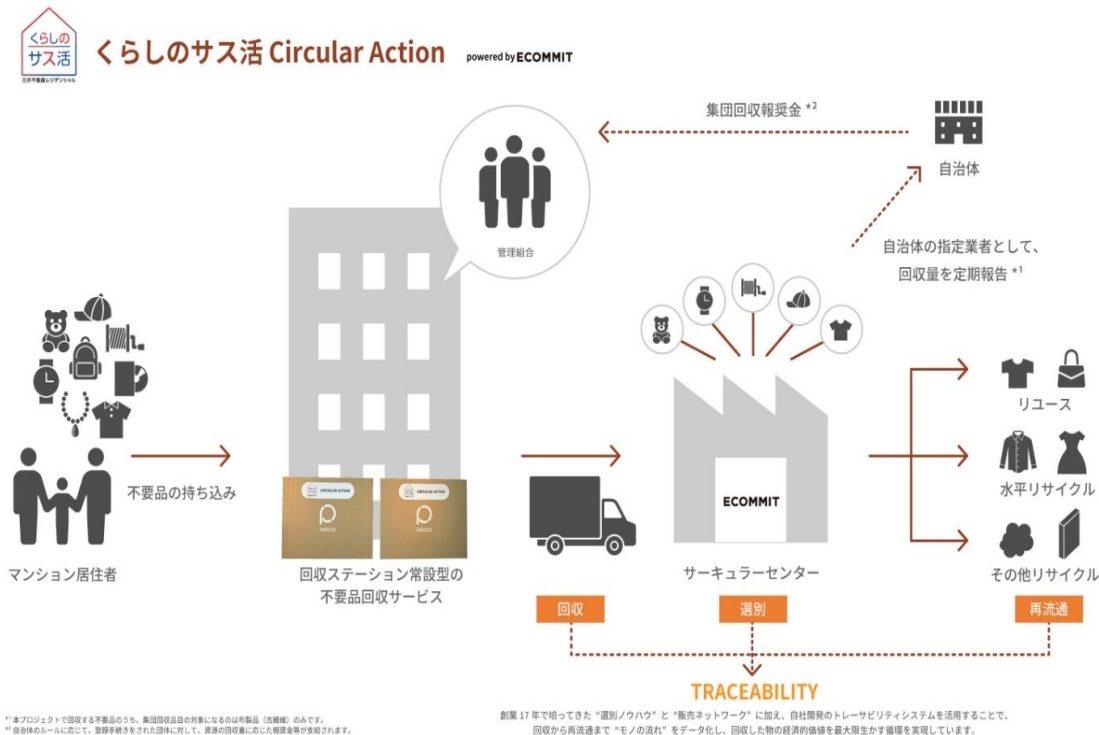 くらしの
サス活
三井不動産レジデンシャル
くらしのサス活 Circular Action powered by ECOMMIT
集団回収報奨金 *2
自治体
管理組合
自治体の指定業者として、
回収量を定期報告 *1
不要品の持ち込み
マンション居住者
CIRCULAR ACTION
CIRCULAR ACTION
PASSTO
PASSTO
回収ステーション常設型の
不要品回収サービス
ECOMMIT
サーキュラーセンター
リユース
水平リサイクル
その他リサイクル
回収
選別
再流通
TRACEABILITY
創業 17 年で培ってきた “選別ノウハウ” と “販売ネットワーク” に加え、自社開発のトレーサビリティシステムを活用することで、
回収から再流通まで “モノの流れ” をデータ化し、回収した物の経済的価値を最大限生かす循環を実現しています。
*1 本プロジェクトで回収する不要品のうち、集団回収品目の対象になるのは布製品（古繊維）のみです。
*2 自治体のルールに応じて、登録手続きをされた団体に対して、資源の回収量に応じた報奨金等が支給されます。